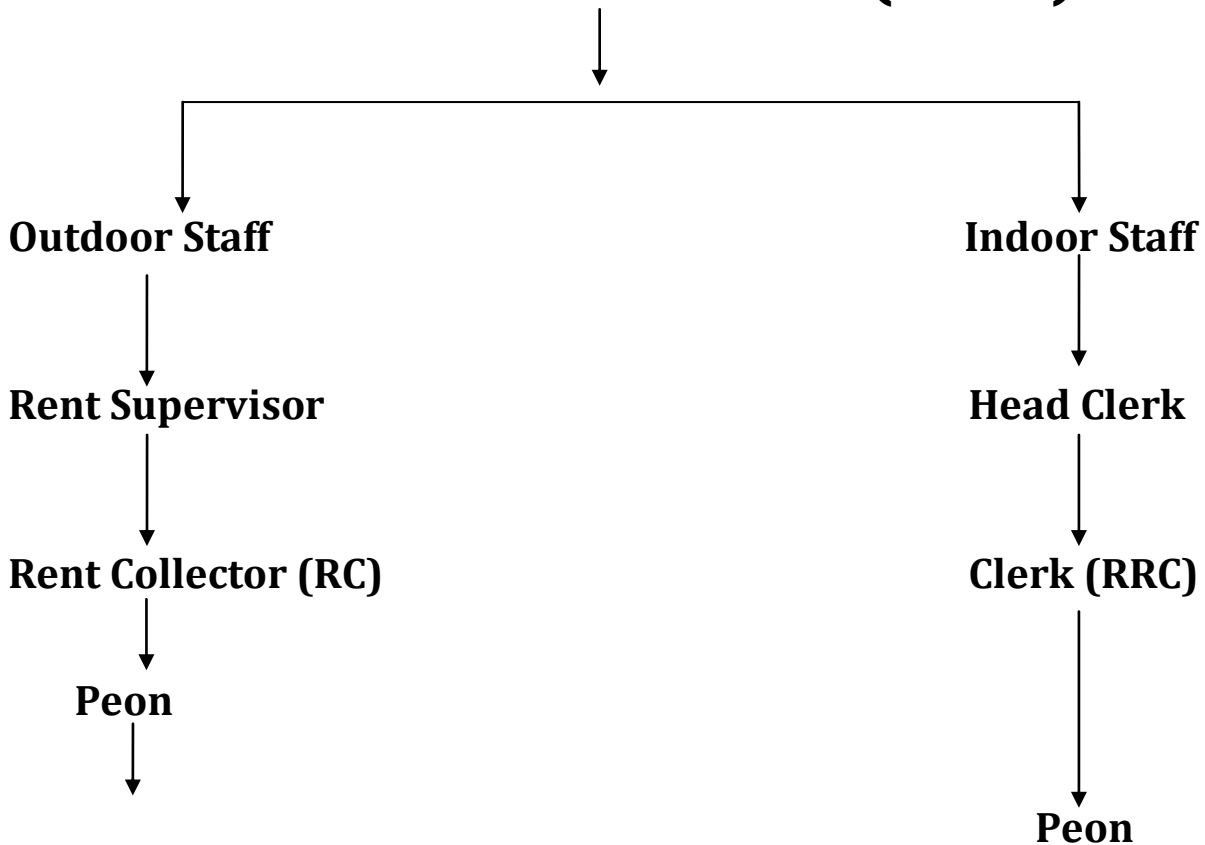 Outdoor Staff
Indoor Staff
Rent Supervisor
Head Clerk
Rent Collector (RC)
Clerk (RRC)
Peon
Peon